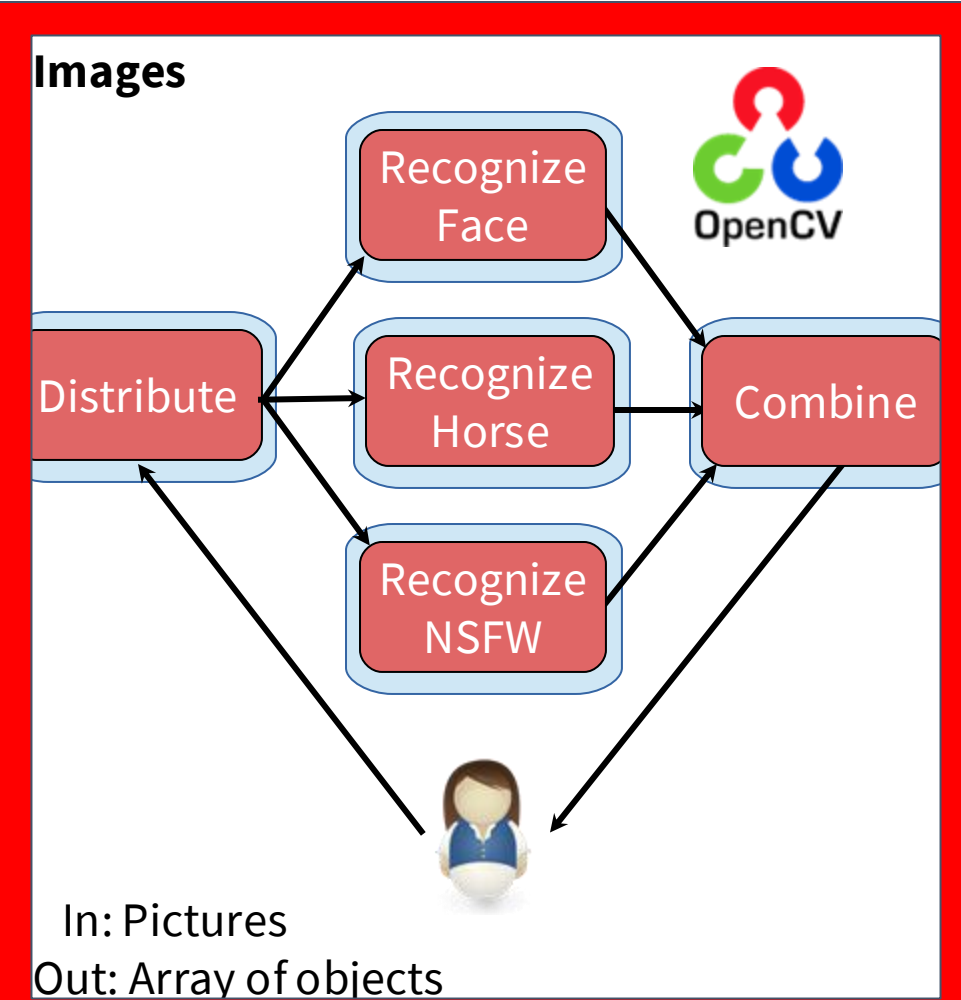 Images
OpenCV
Recognize
Face
Distribute
Recognize
Horse
Combine
Recognize
NSFW
In: Pictures
Out: Array of objects